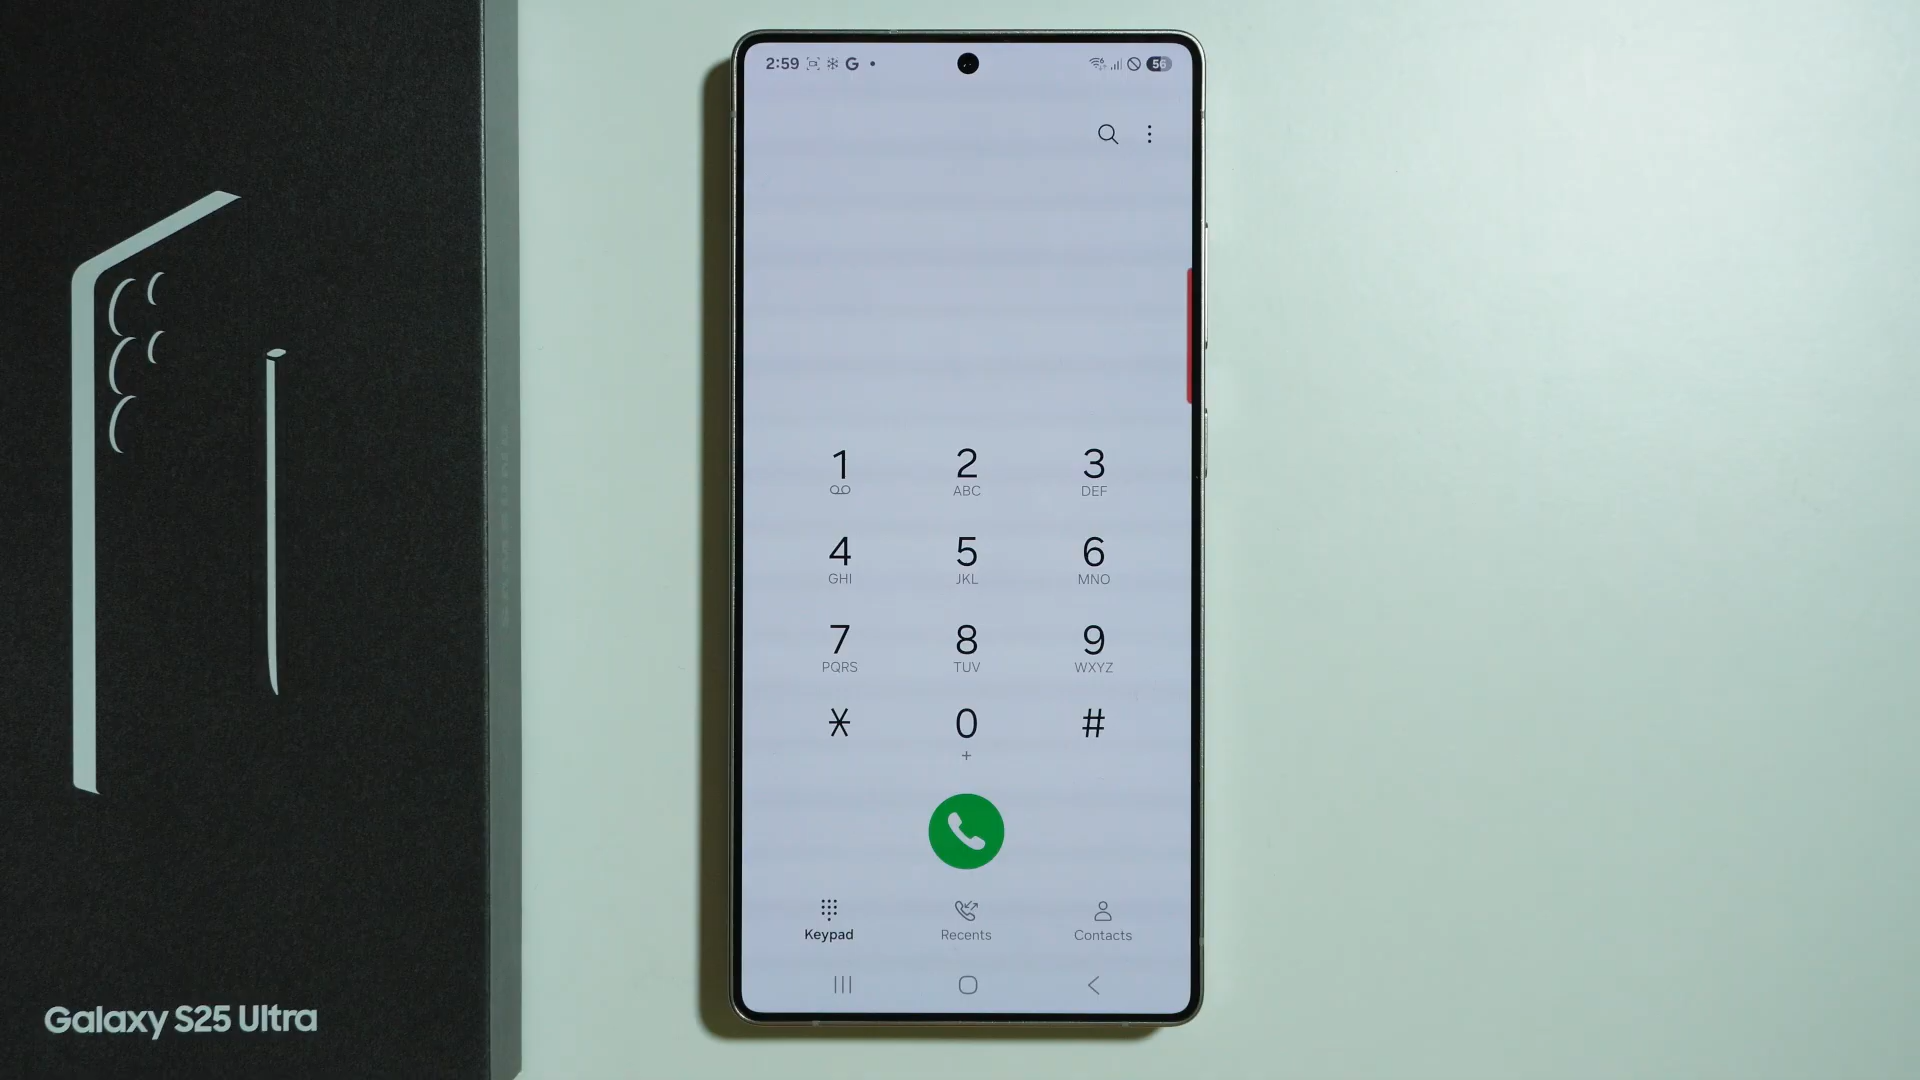 2:59 G 56
1 2 3
ABC DEF
4 5 6
GHI JKL MNO
7 8 9
PQRS TUV WXYZ
* 0 #
+
Keypad Recents Contacts
Galaxy S25 Ultra